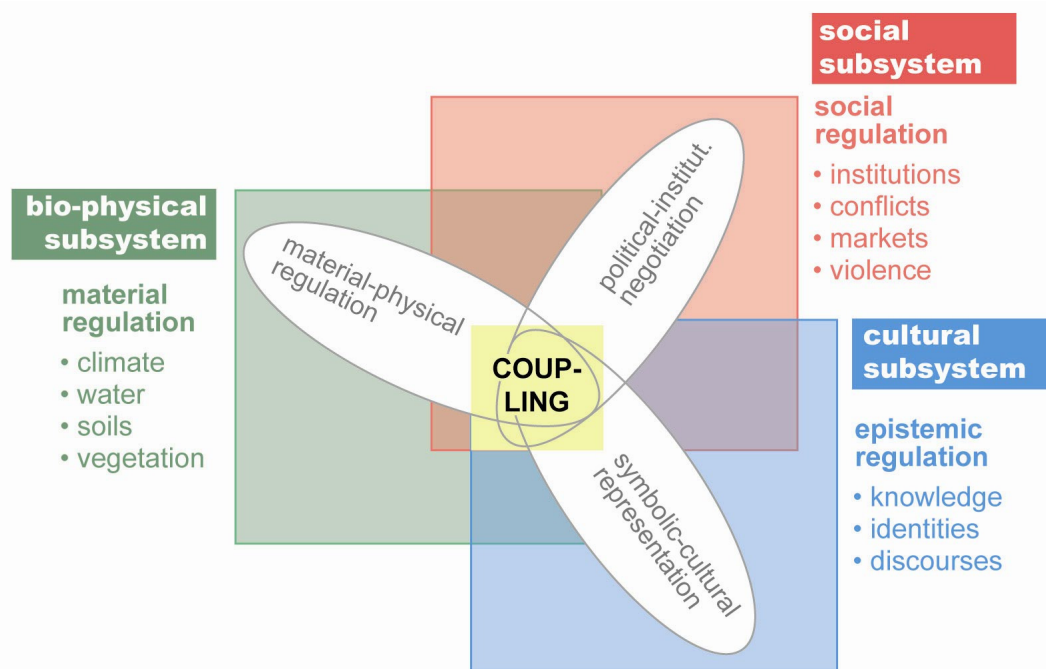 social
subsystem
social
regulation
• institutions
• conflicts
• markets
• violence
bio-physical
subsystem
material
regulation
• climate
• water
• soils
• vegetation
material-physical
regulation
political-institut.
negotiation
COUP-
LING
symbolic-cultural
representation
cultural
subsystem
epistemic
regulation
• knowledge
• identities
• discourses